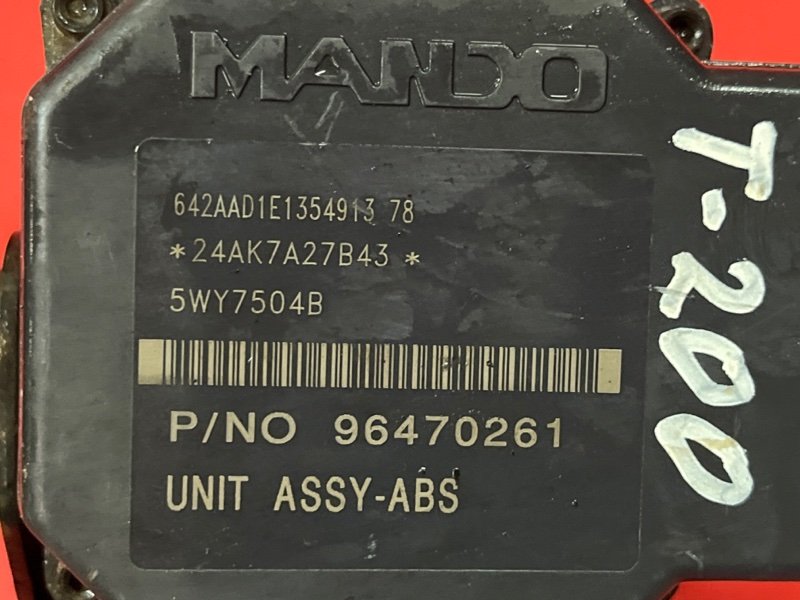 MANDO
642AAD1E1354913 78
*24AK7A27B43 *
5WY7504B
P/NO 96470261
UNIT ASSY-ABS
T-200